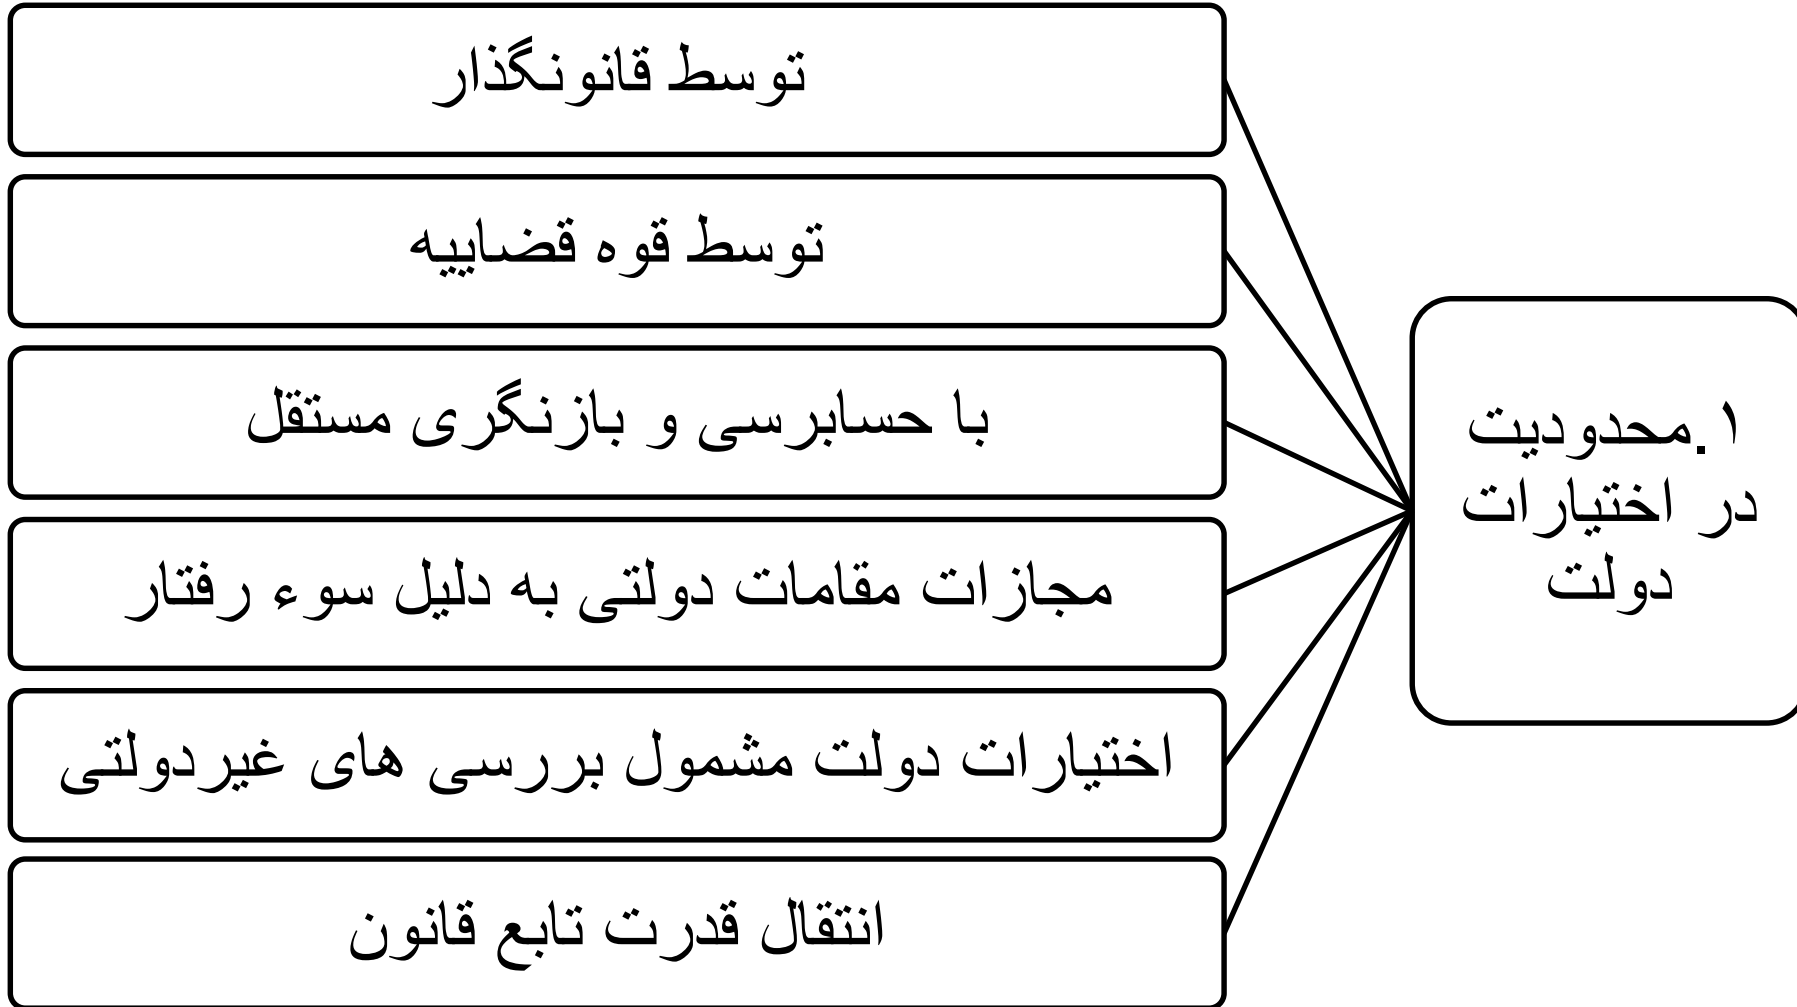 ۱.محدودیت
در اختیارات
دولت
توسط قانونگذار
توسط قوه قضاییه
با حسابرسی و بازنگری مستقل
مجازات مقامات دولتی به دلیل سوء رفتار
اختیارات دولت مشمول بررسی های غیردولتی
انتقال قدرت تابع قانون